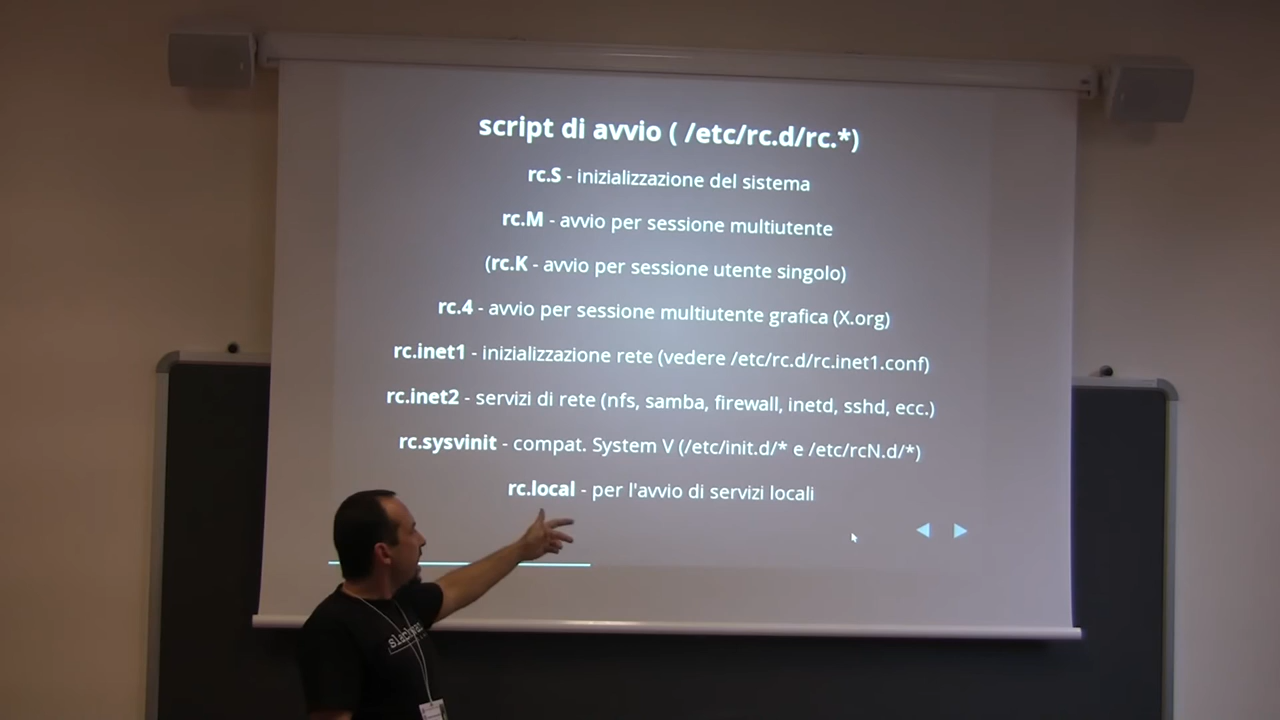 script di avvio ( /etc/rc.d/rc.*)
rc.S - inizializzazione del sistema
rc.M - avvio per sessione multiutente
(rc.K - avvio per sessione utente singolo)
rc.4 - avvio per sessione multiutente grafica (X.org)
rc.inet1 - inizializzazione rete (vedere /etc/rc.d/rc.inet1.conf)
rc.inet2 - servizi di rete (nfs, samba, firewall, inetd, sshd, ecc.)
rc.sysvinit - compat. System V (/etc/init.d/* e /etc/rcN.d/*)
rc.local - per l'avvio di servizi locali